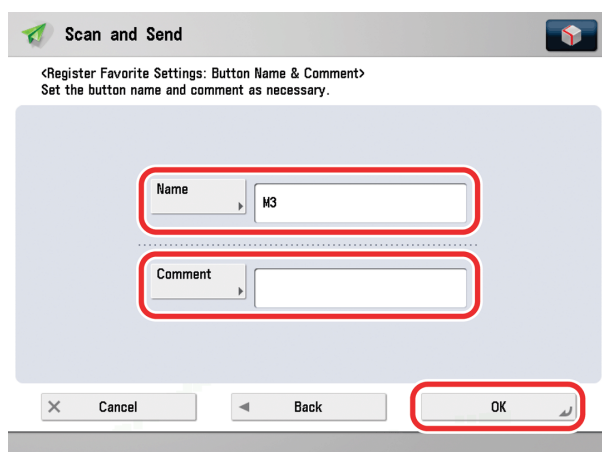 Scan and Send
<Register Favorite Settings: Button Name & Comment>
Set the button name and comment as necessary.
Name
M3
Comment
Cancel
Back
OK